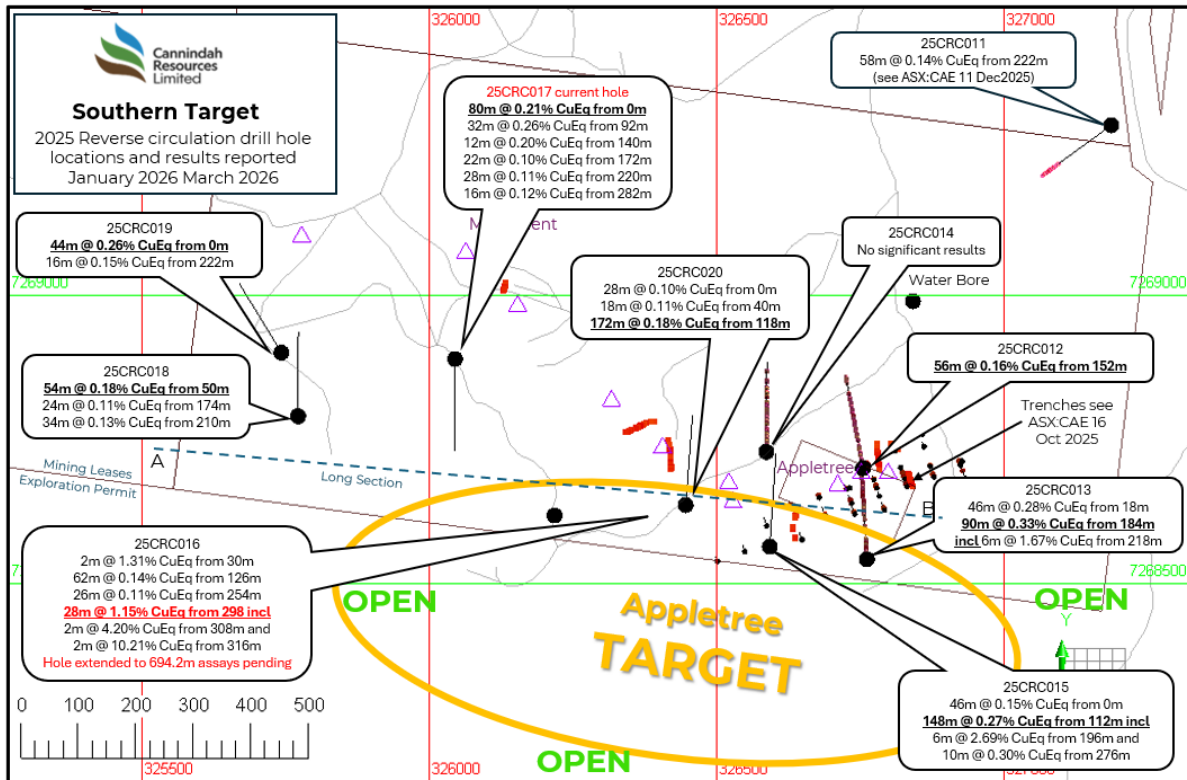 Cannindah
Resources
Limited
Southern Target
2025 Reverse circulation drill hole
locations and results reported
January 2026 March 2026
326000
326500
327000
25CRC011
58m @ 0.14% CuEq from 222m
(see ASX:CAE 11 Dec2025)
25CRC017 current hole
80m @ 0.21% CuEq from 0m
32m @ 0.26% CuEq from 92m
12m @ 0.20% CuEq from 140m
22m @ 0.10% CuEq from 172m
28m @ 0.11% CuEq from 220m
16m @ 0.12% CuEq from 282m
25CRC019
44m @ 0.26% CuEq from 0m
16m @ 0.15% CuEq from 222m
25CRC014
No significant results
25CRC020
28m @ 0.10% CuEq from 0m
18m @ 0.11% CuEq from 40m
172m @ 0.18% CuEq from 118m
Water Bore
7269000
7269000
25CRC012
56m @ 0.16% CuEq from 152m
25CRC018
54m @ 0.18% CuEq from 50m
24m @ 0.11% CuEq from 174m
34m @ 0.13% CuEq from 210m
Trenches see
ASX:CAE 16
Oct 2025
A
Mining Leases
Exploration Permit
Long Section
Appletree
B
25CRC013
46m @ 0.28% CuEq from 18m
90m @ 0.33% CuEq from 184m
incl 6m @ 1.67% CuEq from 218m
25CRC016
2m @ 1.31% CuEq from 30m
62m @ 0.14% CuEq from 126m
26m @ 0.11% CuEq from 254m
28m @ 1.15% CuEq from 298 incl
2m @ 4.20% CuEq from 308m and
2m @ 10.21% CuEq from 316m
Hole extended to 694.2m assays pending
7268500
OPEN
OPEN
Y
Appletree
TARGET
25CRC015
46m @ 0.15% CuEq from 0m
148m @ 0.27% CuEq from 112m incl
6m @ 2.69% CuEq from 196m and
10m @ 0.30% CuEq from 276m
0 100 200 300 400 500
OPEN
325500
326000
326500